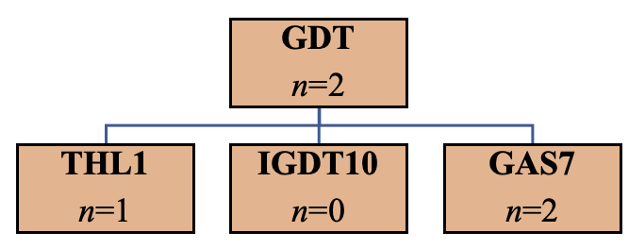 GDT
n=2
THL1
n=1
IGDT10
n=0
GAS7
n=2